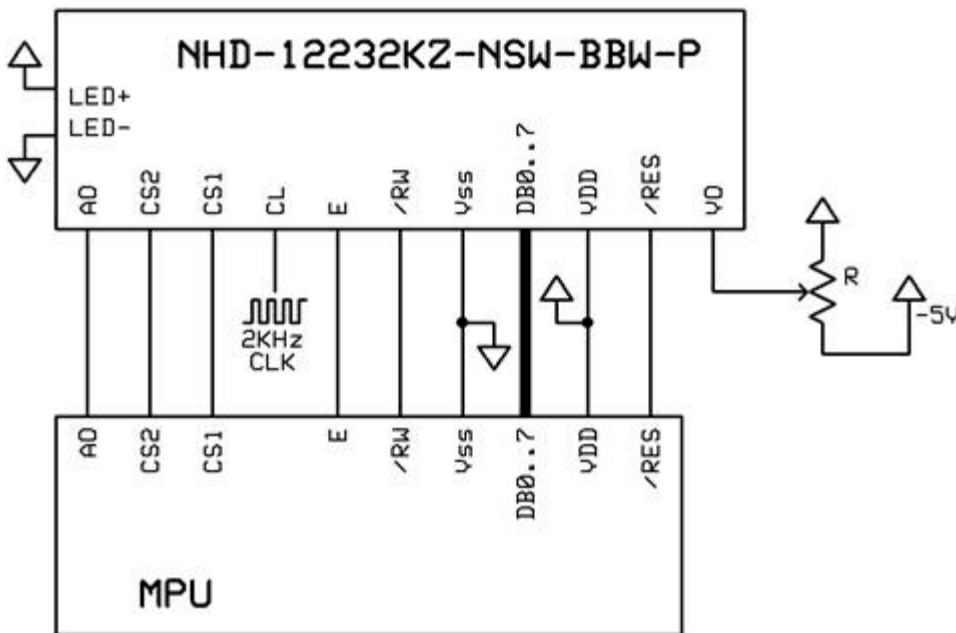 NHD-12232KZ-NSW-BBW-P
LED+
LED-
A0
CS2
CS1
CL
E
/RW
Vss
DB0..7
VDD
/RES
VO
R
-5V
2KHz
CLK
A0
CS2
CS1
E
/RW
Vss
DB0..7
VDD
/RES
MPU